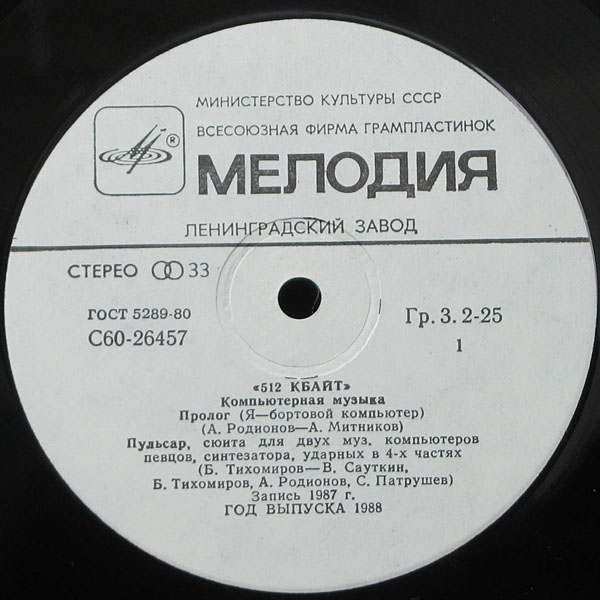 МИНИСТЕРСТВО КУЛЬТУРЫ СССР
ВСЕСОЮЗНАЯ ФИРМА ГРАМПЛАСТИНОК
®
МЕЛОДИЯ
ЛЕНИНГРАДСКИЙ ЗАВОД
СТЕРЕО 33
ГОСТ 5289-80
С60-26457
Гр. 3. 2-25
1
«512 КБАЙТ»
Компьютерная музыка
Пролог (Я—бортовой компьютер)
(А. Родионов—А. Митников)
Пульсар, сюита для двух муз. компьютеров
певцов, синтезатора, ударных в 4-х частях
(Б. Тихомиров—В. Сауткин,
Б. Тихомиров, А. Родионов, С. Патрушев)
Запись 1987 г.
ГОД ВЫПУСКА 1988